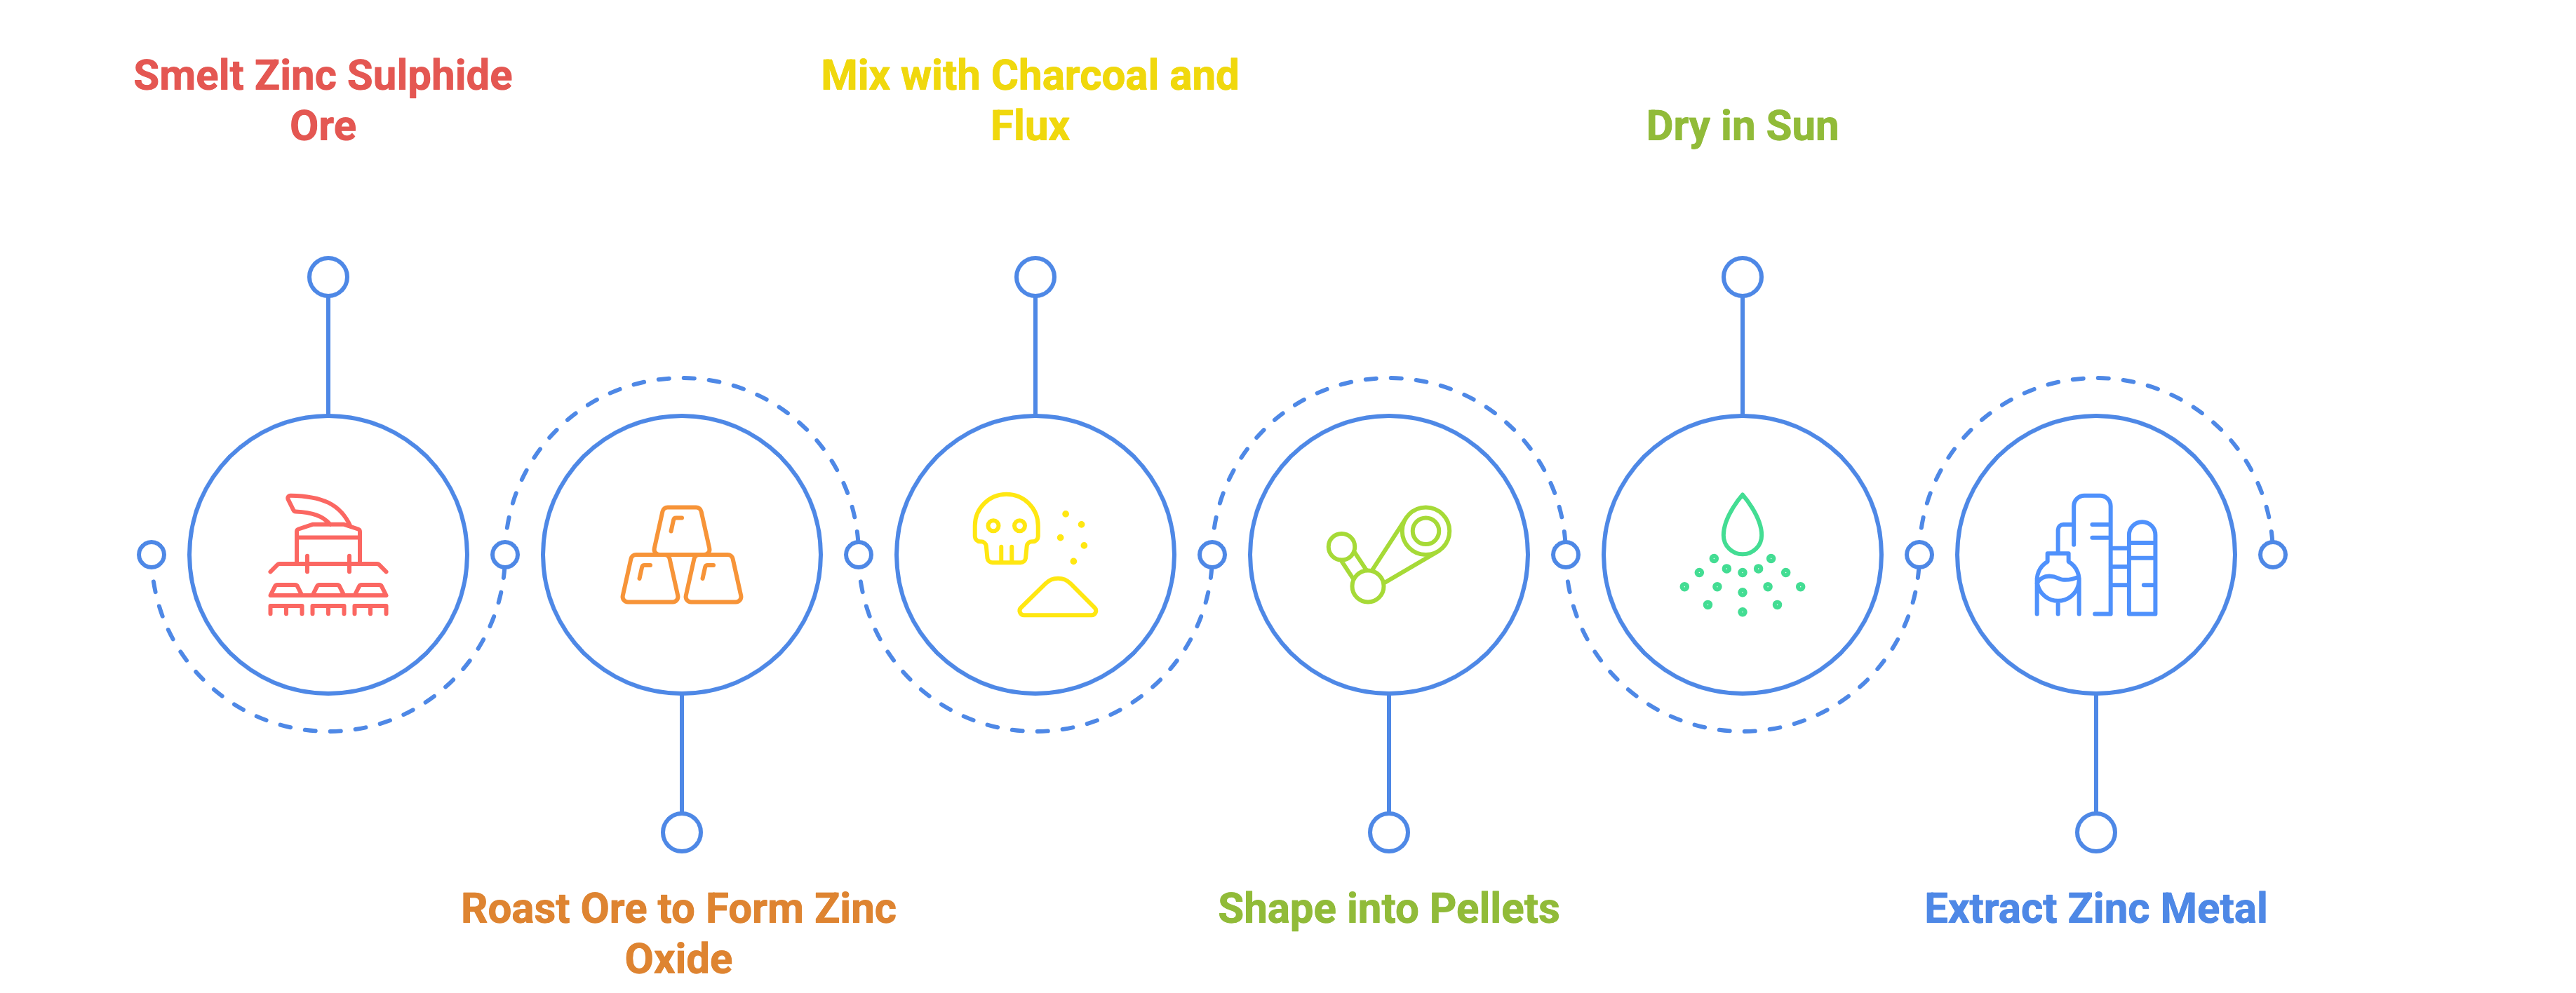 Smelt Zinc Sulphide
Ore
Mix with Charcoal and
Flux
Dry in Sun
Roast Ore to Form Zinc
Oxide
Shape into Pellets
Extract Zinc Metal